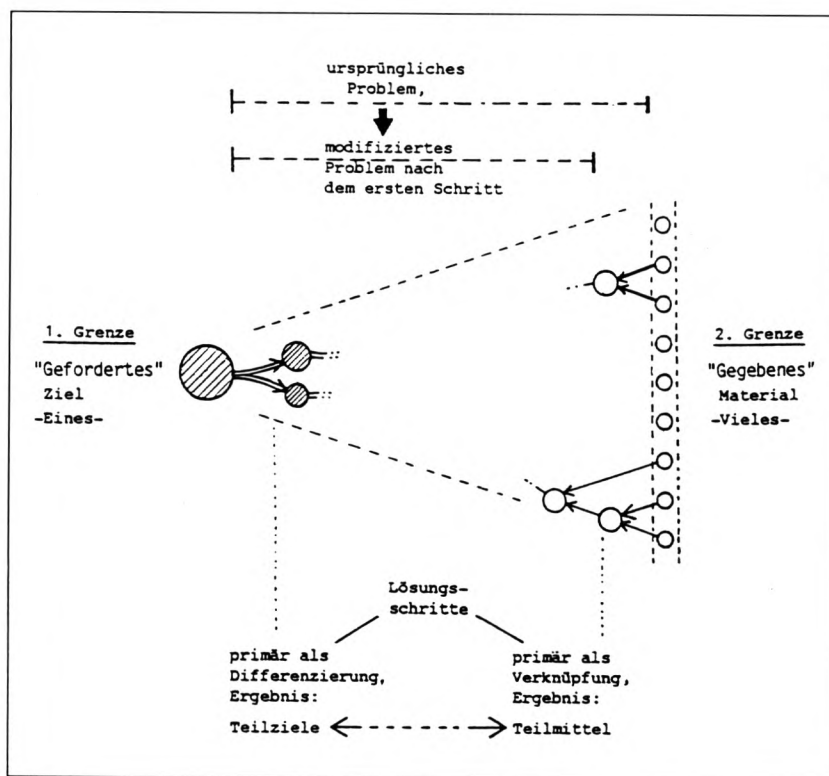 ursprüngliches
Problem,
modifiziertes
Problem nach
dem ersten Schritt
1. Grenze
"Gefordertes"
Ziel
-Eines-
2. Grenze
"Gegebenes"
Material
-Vieles-
Lösungs-
schritte
primär als
Differenzierung,
Ergebnis:
Teilziele
primär als
Verknüpfung,
Ergebnis:
Teilmittel